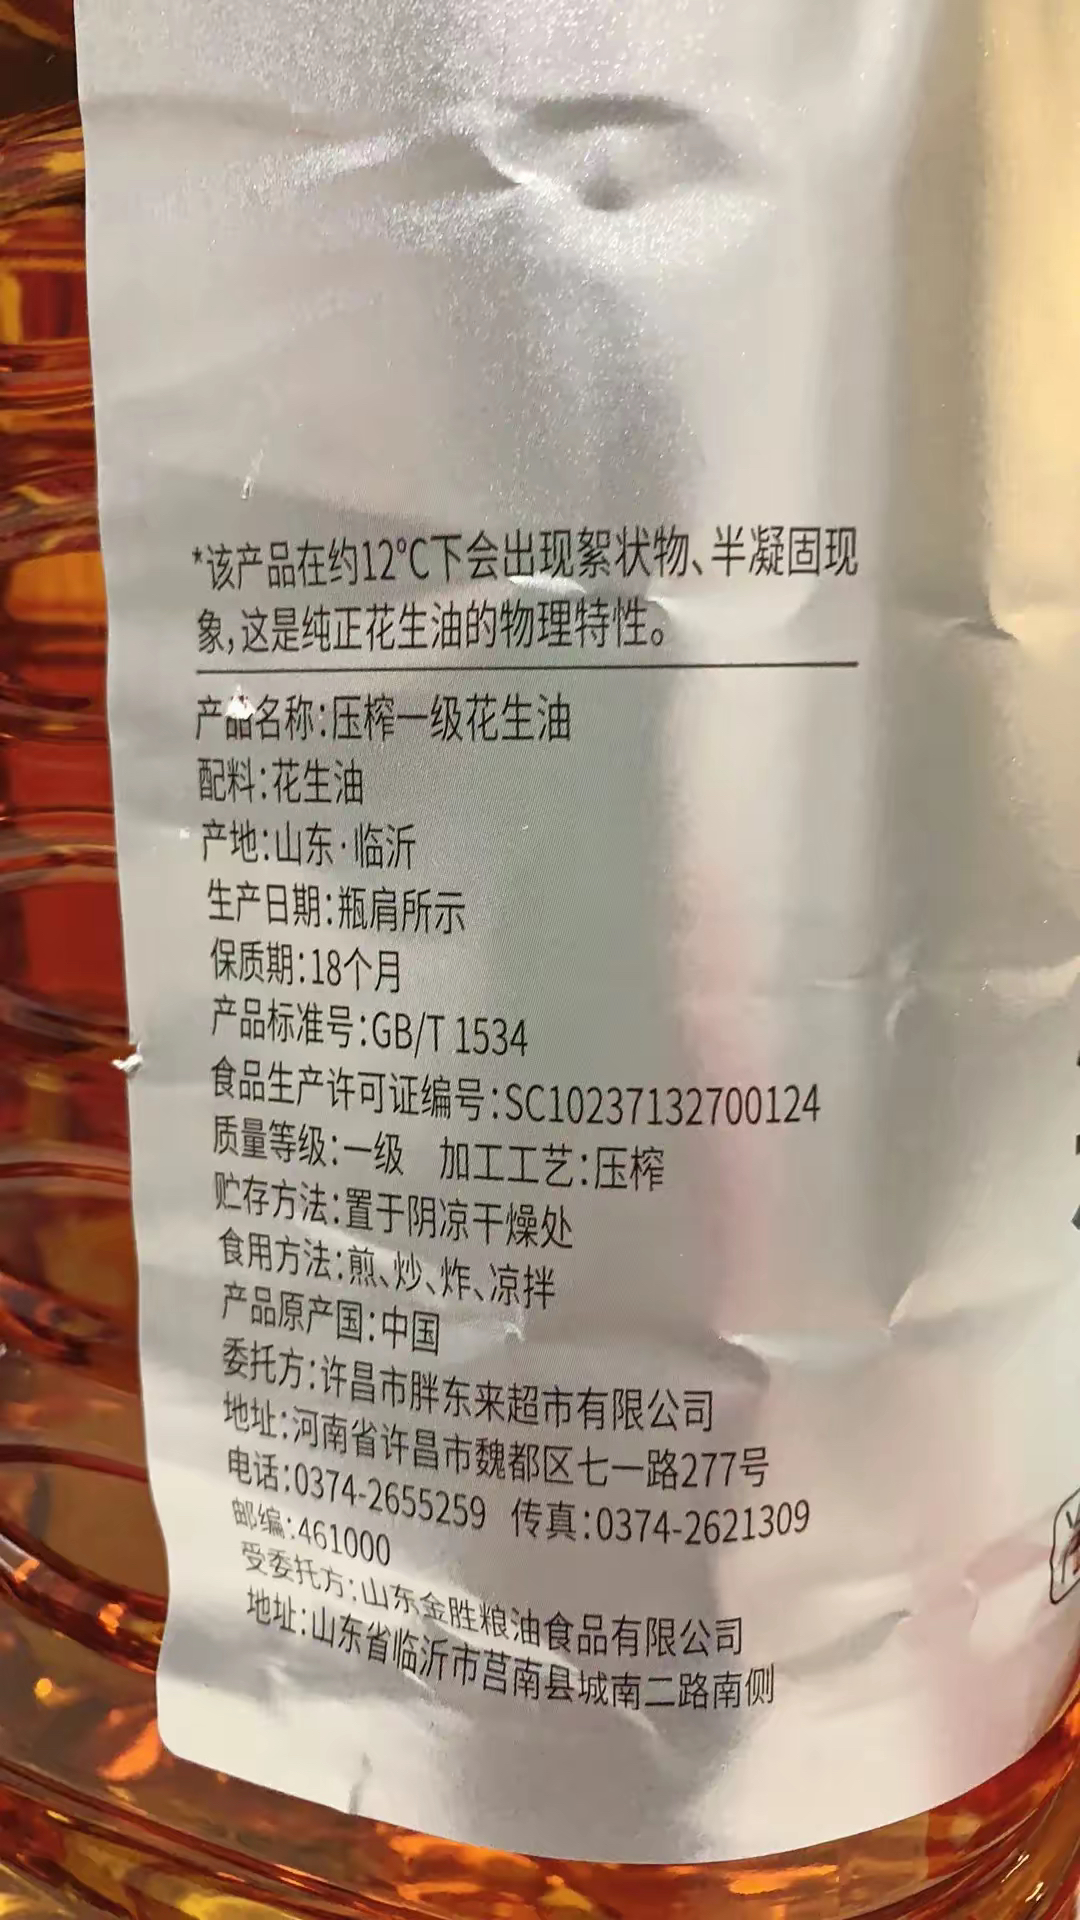 *该产品在约12°C下会出现絮状物、半凝固现
象，这是纯正花生油的物理特性。
产品名称：压榨一级花生油
配料：花生油
产地：山东·临沂
生产日期：瓶肩所示
保质期：18个月
产品标准号：GB/T 1534
食品生产许可证编号：SC10237132700124
质量等级：一级 加工工艺：压榨
贮存方法：置于阴凉干燥处
食用方法：煎、炒、炸、凉拌
产品原产国：中国
委托方：许昌市胖东来超市有限公司
地址：河南省许昌市魏都区七一路277号
电话：0374-2655259 传真：0374-2621309
邮编：461000
受委托方：山东金胜粮油食品有限公司
地址：山东省临沂市莒南县城南二路南侧